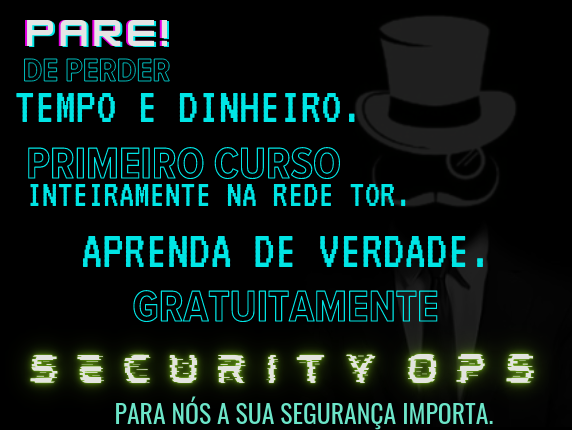 PARE!
DE PERDER
TEMPO E DINHEIRO.
PRIMEIRO CURSO
INTEIRAMENTE NA REDE TOR.
APRENDA DE VERDADE.
GRATUITAMENTE
SECURITY OPS
PARA NÓS A SUA SEGURANÇA IMPORTA.